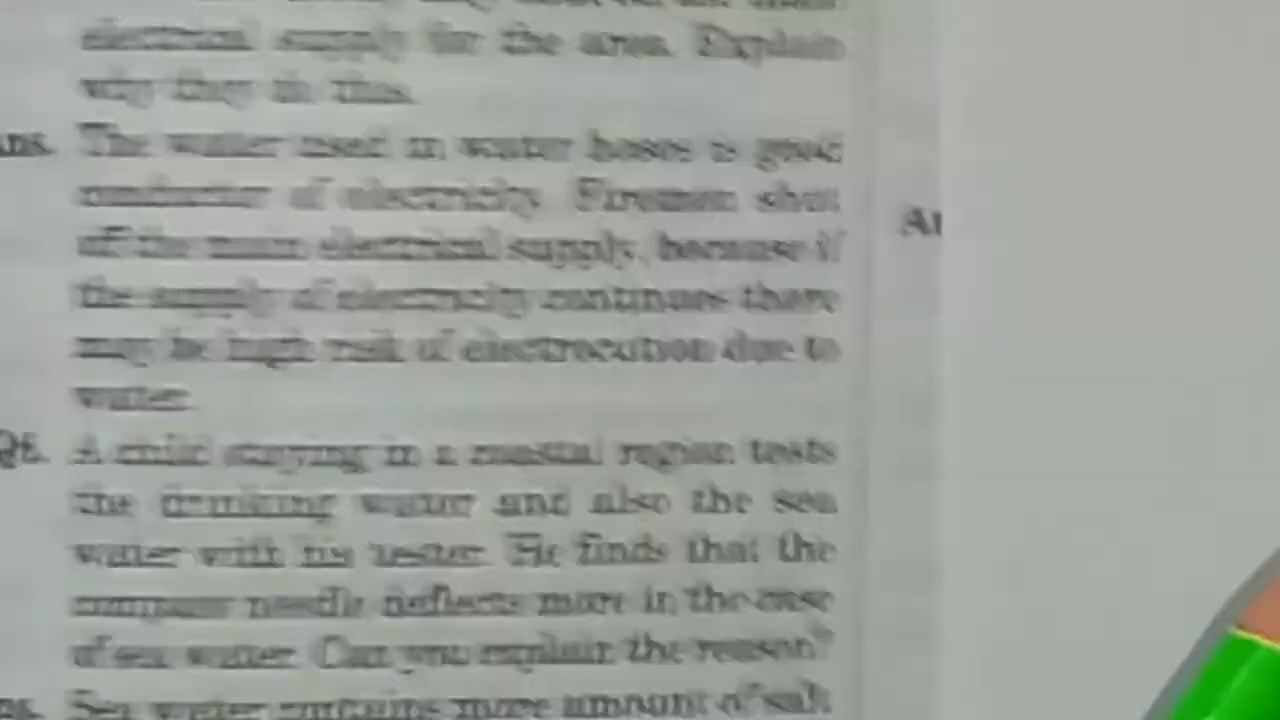 electrical supply for the area. Explain
why they do this.
Ans. The water used in water hoses is good
conductor of electricity. Firemen shut
off the main electrical supply, because if
the supply of electricity continues there
may be high risk of electrocution due to
water.
A child staying in a coastal region tests
the drinking water and also the sea
water with his tester. He finds that the
compass needle deflects more in the case
of sea water. Can you explain the reason?
Sea water contains more amount of salt